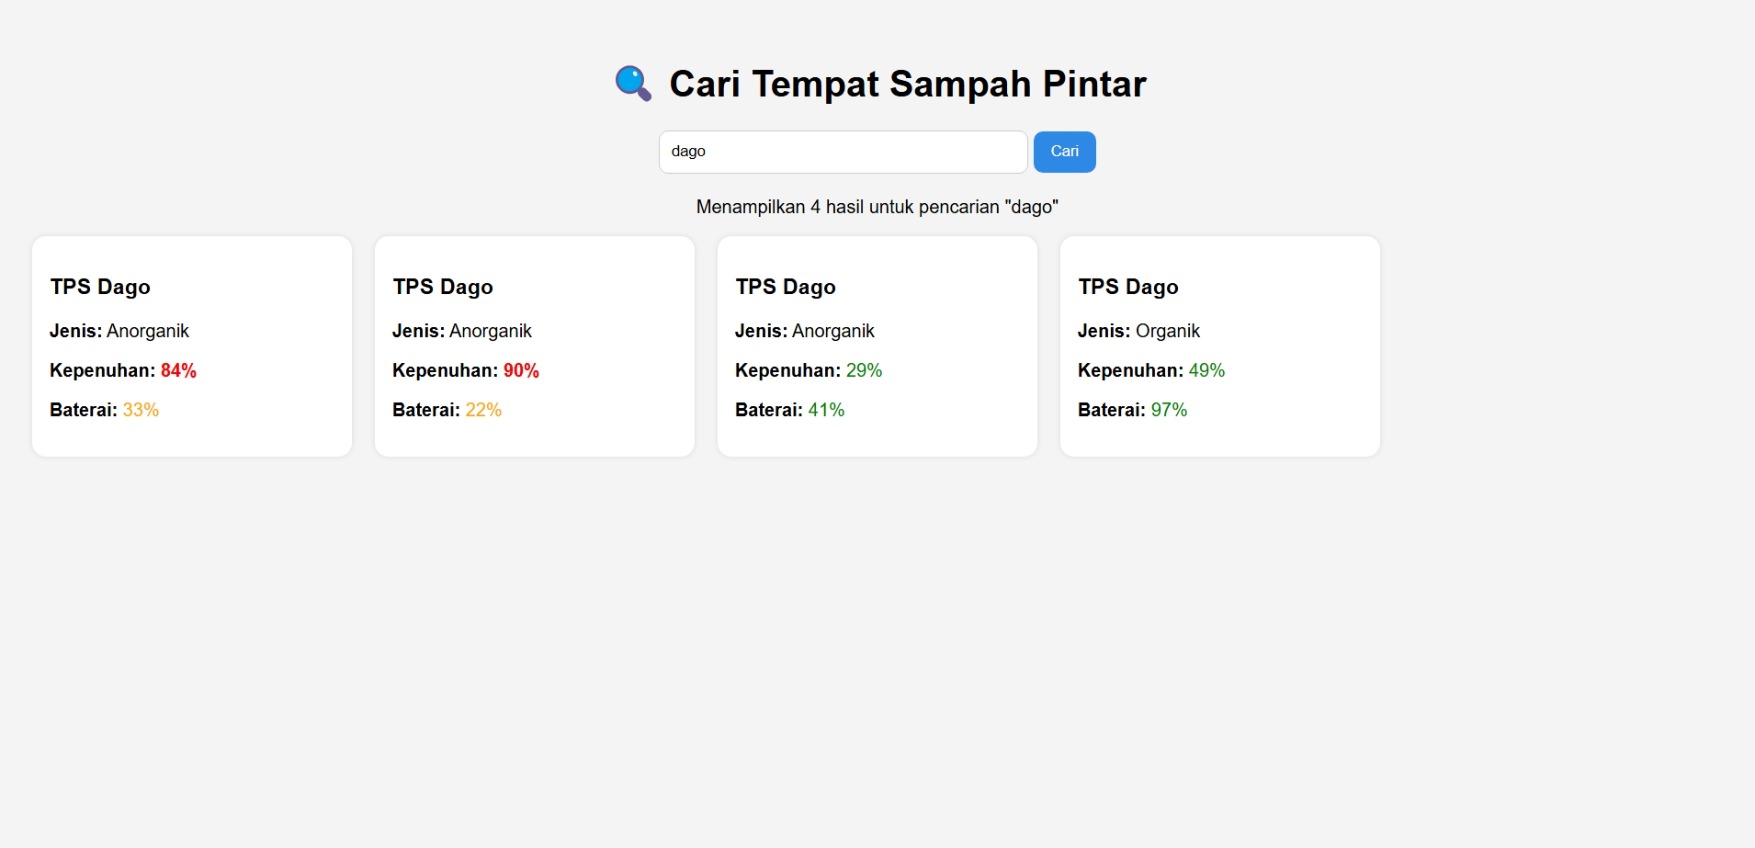 Cari Tempat Sampah Pintar
dago
Cari
Menampilkan 4 hasil untuk pencarian "dago"
TPS Dago
Jenis: Anorganik
Kepenuhan: 84%
Baterai: 33%
TPS Dago
Jenis: Anorganik
Kepenuhan: 90%
Baterai: 22%
TPS Dago
Jenis: Anorganik
Kepenuhan: 29%
Baterai: 41%
TPS Dago
Jenis: Organik
Kepenuhan: 49%
Baterai: 97%